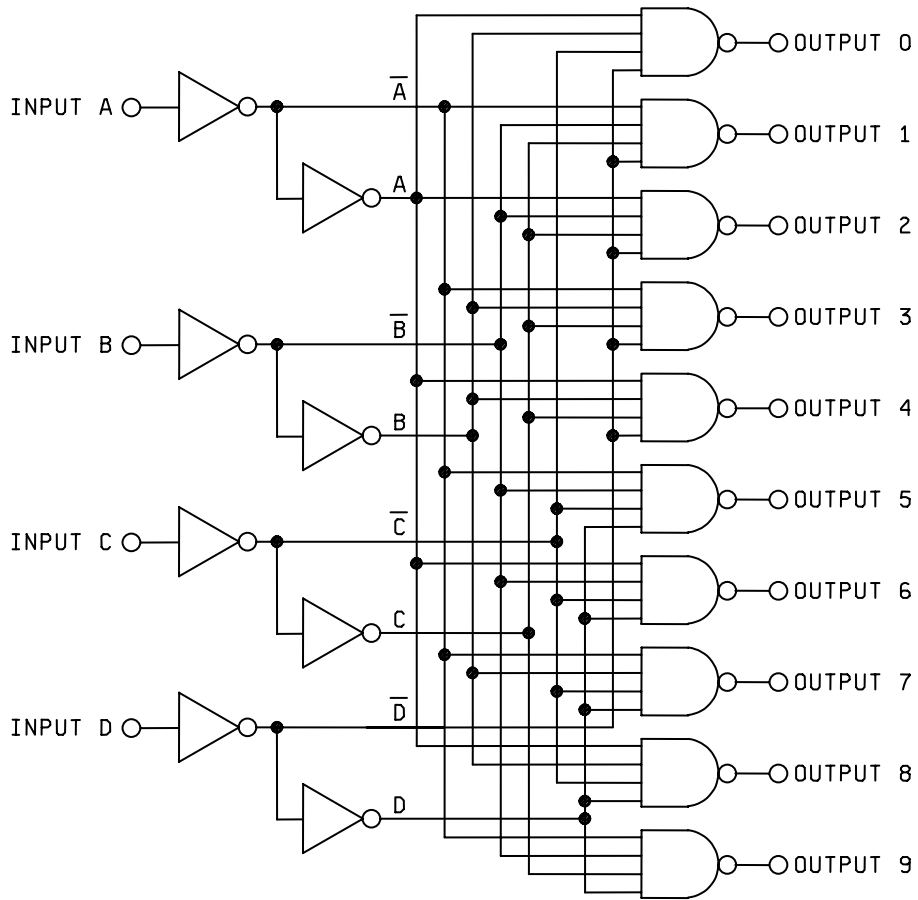 OUTPUT 0
A̅
INPUT A
OUTPUT 1
A
OUTPUT 2
B̅
OUTPUT 3
INPUT B
B
OUTPUT 4
OUTPUT 5
C̅
INPUT C
OUTPUT 6
C
OUTPUT 7
D̅
INPUT D
OUTPUT 8
D
OUTPUT 9